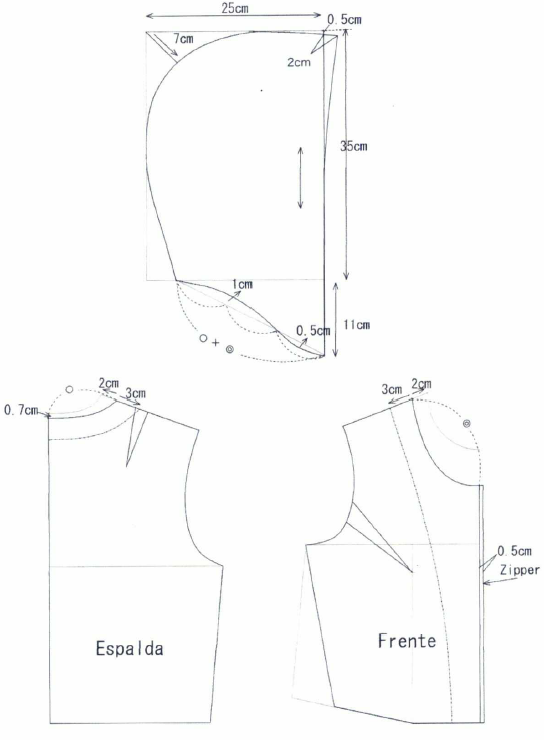 25cm
0.5cm
7cm
2cm
35cm
1cm
0.5cm
11cm
○ + ◎
○
2cm
3cm
0.7cm
3cm
2cm
◎
0.5cm
Zipper
Espalda
Frente